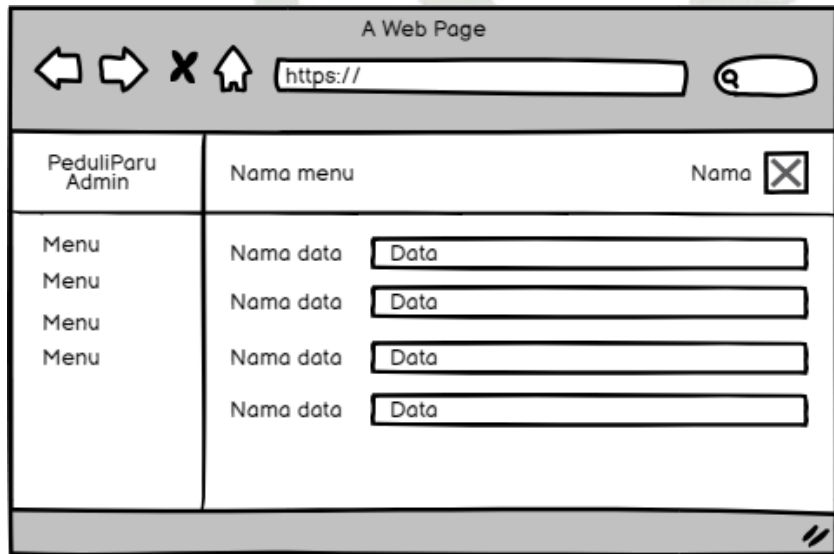 A Web Page
https://
PeduliParu
Admin
Nama menu
Nama
Menu
Menu
Menu
Menu
Nama data
Data
Nama data
Data
Nama data
Data
Nama data
Data